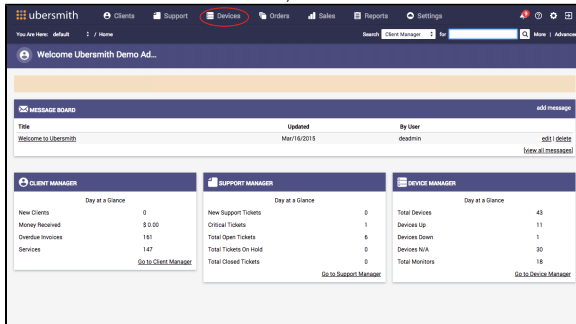 ubersmith Clients Support Devices Orders Sales Reports Settings
You Are Here: default / Home Search Client Manager for More | Advanced
Welcome Ubersmith Demo Ad...
MESSAGE BOARD add message
Title Updated By User
Welcome to Ubersmith Mar/16/2015 deadmin edit | delete
[view all messages]
CLIENT MANAGER
Day at a Glance
New Clients 0
Money Received $ 0.00
Overdue Invoices 161
Services 147
Go to Client Manager
SUPPORT MANAGER
Day at a Glance
New Support Tickets 0
Critical Tickets 1
Total Open Tickets 6
Total Tickets On Hold 0
Total Closed Tickets 0
Go to Support Manager
DEVICE MANAGER
Day at a Glance
Total Devices 43
Devices Up 11
Devices Down 1
Devices N/A 30
Total Monitors 18
Go to Device Manager